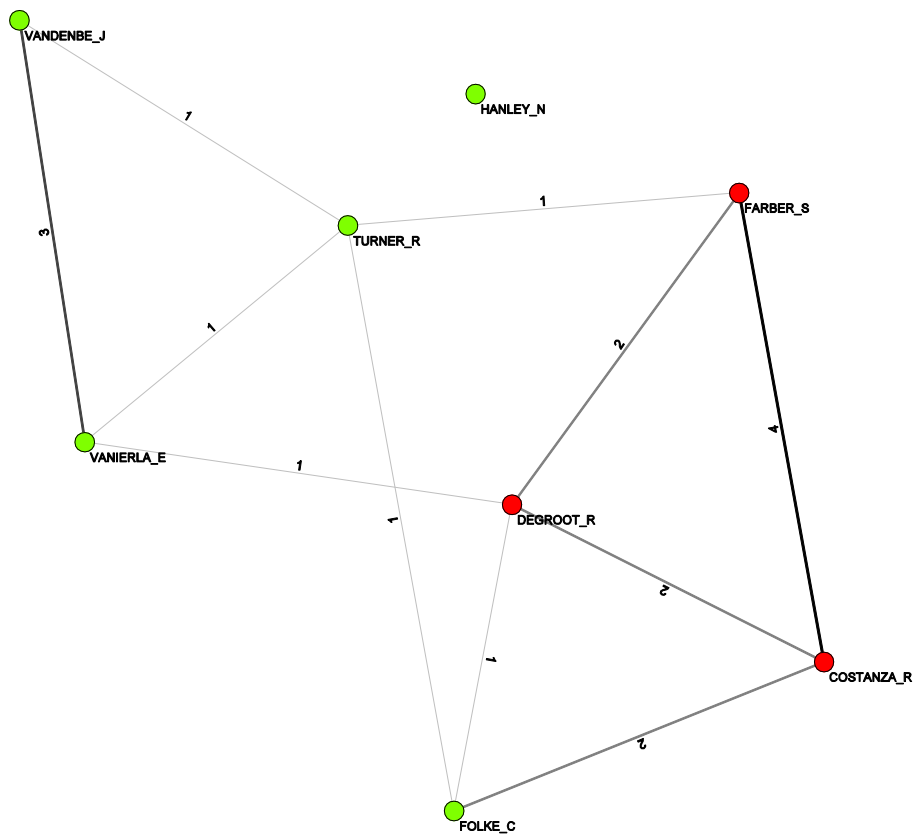 VANDENBE_J
HANLEY_N
1
1
FARBER_S
3
TURNER_R
1
2
4
VANIERLA_E
1
DEGROOT_R
1
2
1
COSTANZA_R
2
FOLKE_C